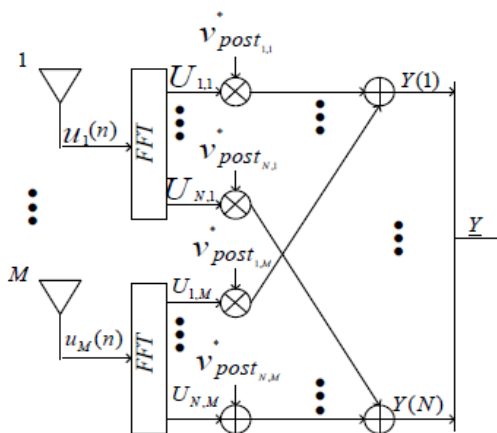 v*post1,1
1
U1,1
Y(1)
u1(n)
FFT
v*postN,1
UN,1
Y
M
v*post1,M
U1,M
uM(n)
FFT
v*postN,M
UN,M
Y(N)